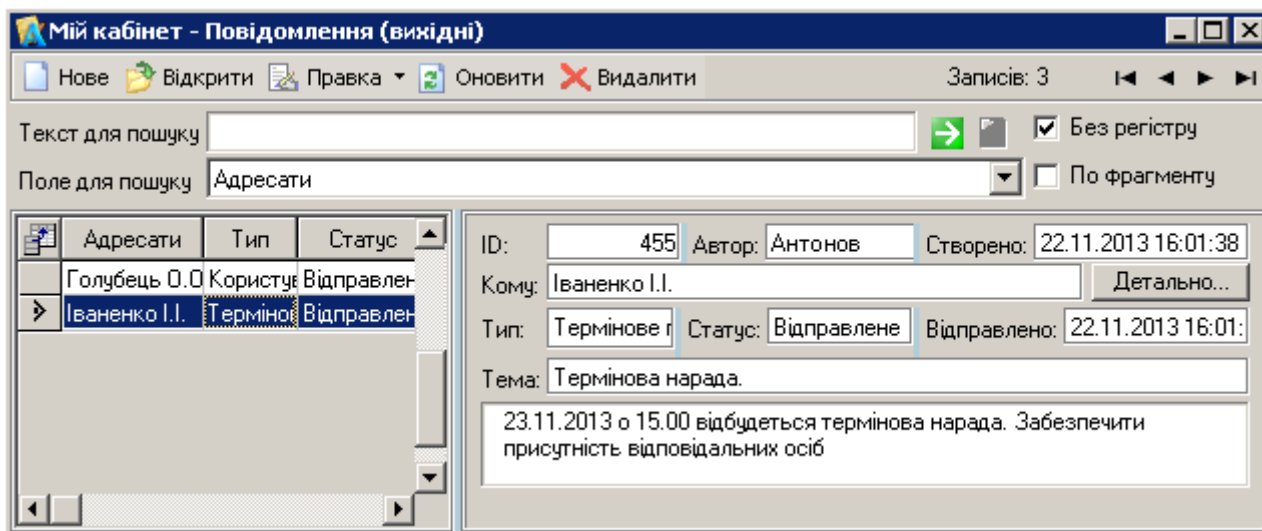 Мій кабінет - Повідомлення (вихідні)
Нове Відкрити Правка Оновити Видалити Записів: 3
Текст для пошуку Без регістру
Поле для пошуку Адресати По фрагменту
Адресати Тип Статус
Голубець О.О Користув Відправлен
Іваненко І.І. Терміно Відправлен
ID: 455 Автор: Антонов Створено: 22.11.2013 16:01:38
Кому: Іваненко І.І. Детально...
Тип: Термінове п Статус: Відправлене Відправлено: 22.11.2013 16:01:
Тема: Термінова нарада.
23.11.2013 о 15.00 відбудеться термінова нарада. Забезпечити
присутність відповідальних осіб